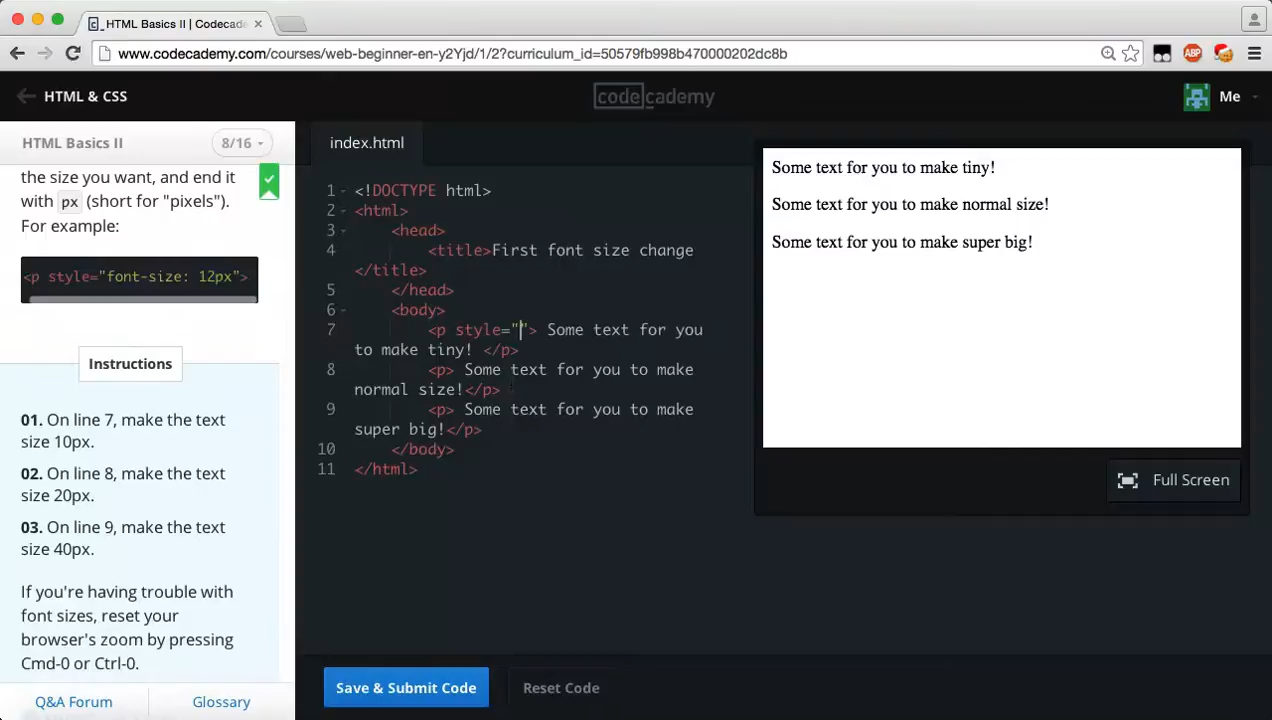 HTML Basics II | Codecade
www.codecademy.com/courses/web-beginner-en-y2Yjd/1/2?curriculum_id=50579fb998b470000202dc8b
ABP
HTML & CSS
codecademy
Me
HTML Basics II
8/16
the size you want, and end it
with px (short for "pixels").
For example:
<p style="font-size: 12px">
Instructions
01. On line 7, make the text
size 10px.
02. On line 8, make the text
size 20px.
03. On line 9, make the text
size 40px.
If you're having trouble with
font sizes, reset your
browser's zoom by pressing
Cmd-0 or Ctrl-0.
Q&A Forum
Glossary
index.html
1 <!DOCTYPE html>
2 <html>
3 <head>
4 <title>First font size change
</title>
5 </head>
6 <body>
7 <p style=""> Some text for you
to make tiny! </p>
8 <p> Some text for you to make
normal size!</p>
9 <p> Some text for you to make
super big!</p>
10 </body>
11 </html>
Save & Submit Code
Reset Code
Some text for you to make tiny!
Some text for you to make normal size!
Some text for you to make super big!
Full Screen